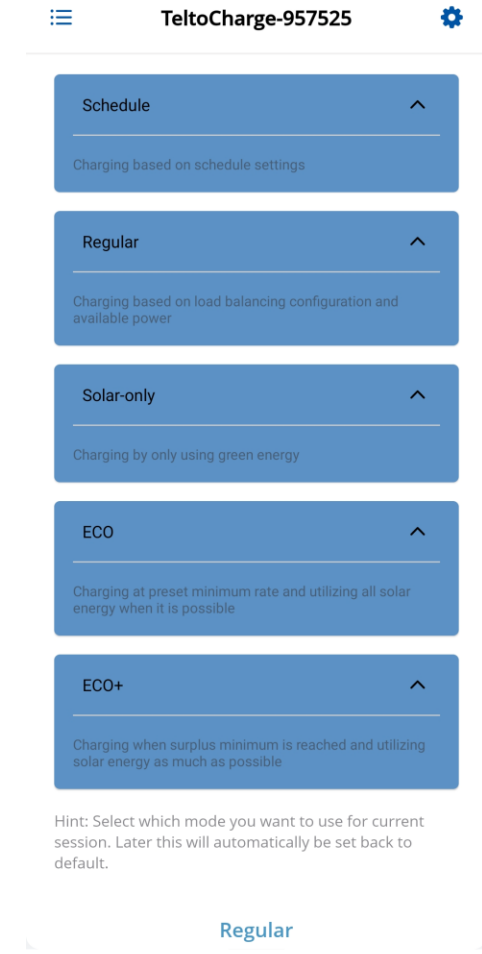 TeltoCharge-957525
Schedule
Charging based on schedule settings
Regular
Charging based on load balancing configuration and
available power
Solar-only
Charging by only using green energy
ECO
Charging at preset minimum rate and utilizing all solar
energy when it is possible
ECO+
Charging when surplus minimum is reached and utilizing
solar energy as much as possible
Hint: Select which mode you want to use for current
session. Later this will automatically be set back to
default.
Regular